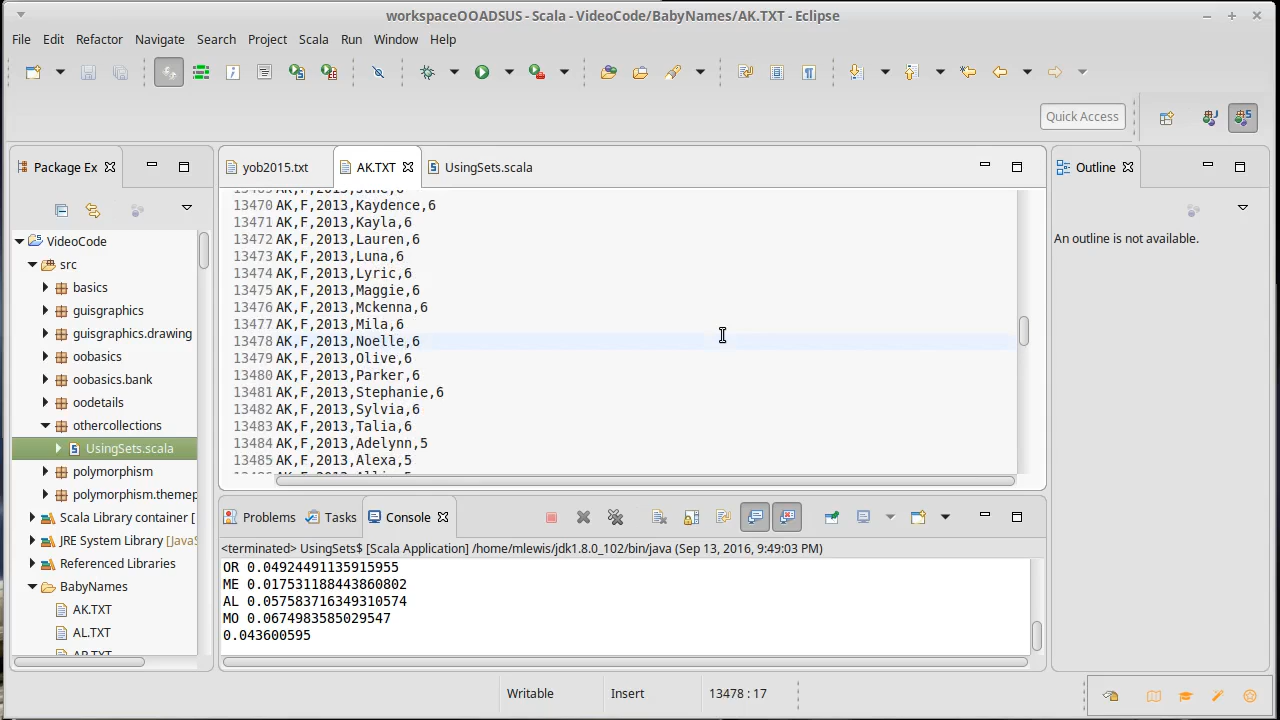 workspaceOOADSUS - Scala - VideoCode/BabyNames/AK.TXT - Eclipse
File Edit Refactor Navigate Search Project Scala Run Window Help
Quick Access
Package Ex
yob2015.txt
AK.TXT
UsingSets.scala
Outline
An outline is not available.
VideoCode
src
basics
guisgraphics
guisgraphics.drawing
oobasics
oobasics.bank
oodetails
othercollections
UsingSets.scala
polymorphism
polymorphism.themep
Scala Library container [
JRE System Library [JavaS
Referenced Libraries
BabyNames
AK.TXT
AL.TXT
13470 AK,F,2013,Kaydence,6
13471 AK,F,2013,Kayla,6
13472 AK,F,2013,Lauren,6
13473 AK,F,2013,Luna,6
13474 AK,F,2013,Lyric,6
13475 AK,F,2013,Maggie,6
13476 AK,F,2013,Mckenna,6
13477 AK,F,2013,Mila,6
13478 AK,F,2013,Noelle,6
13479 AK,F,2013,Olive,6
13480 AK,F,2013,Parker,6
13481 AK,F,2013,Stephanie,6
13482 AK,F,2013,Sylvia,6
13483 AK,F,2013,Talia,6
13484 AK,F,2013,Adelynn,5
13485 AK,F,2013,Alexa,5
Problems Tasks Console
<terminated> UsingSets$ [Scala Application] /home/mlewis/jdk1.8.0_102/bin/java (Sep 13, 2016, 9:49:03 PM)
OR 0.04924491135915955
ME 0.017531188443860802
AL 0.057583716349310574
MO 0.0674983585029547
0.043600595
Writable Insert 13478 : 17